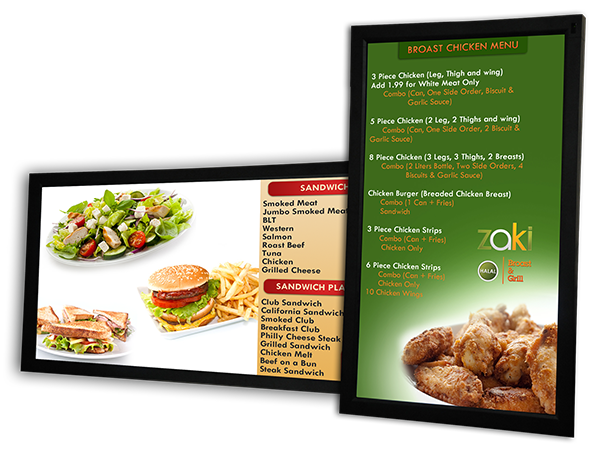 SANDWICH
Smoked Meat
Jumbo Smoked Meat
BLT
Western
Salmon
Roast Beef
Tuna
Chicken
Grilled Cheese
SANDWICH PLA
Club Sandwich
California Sandwich
Smoked Club
Breakfast Club
Philly Cheese Steak
Grilled Sandwich
Chicken Melt
Beef on a Bun
Steak Sandwich
BROAST CHICKEN MENU
3 Piece Chicken (Leg, Thigh and wing)
Add 1.99 for White Meat Only
Combo (Can, One Side Order, Biscuit &
Garlic Sauce)
5 Piece Chicken (2 Leg, 2 Thighs and wing)
Combo (Can, One Side Order, 2 Biscuit &
Garlic Sauce)
8 Piece Chicken (3 Legs, 3 Thighs, 2 Breasts)
Combo (2 Liters Bottle, Two Side Orders, 4
Biscuits & Garlic Sauce)
Chicken Burger (Breaded Chicken Breast)
Combo (1 Can + Fries)
Sandwich
3 Piece Chicken Strips
Combo (Can + Fries)
Chicken Only
6 Piece Chicken Strips
Combo (Can + Fries)
Chicken Only
10 Chicken Wings
zaki
HALAL
Broast
&
Grill